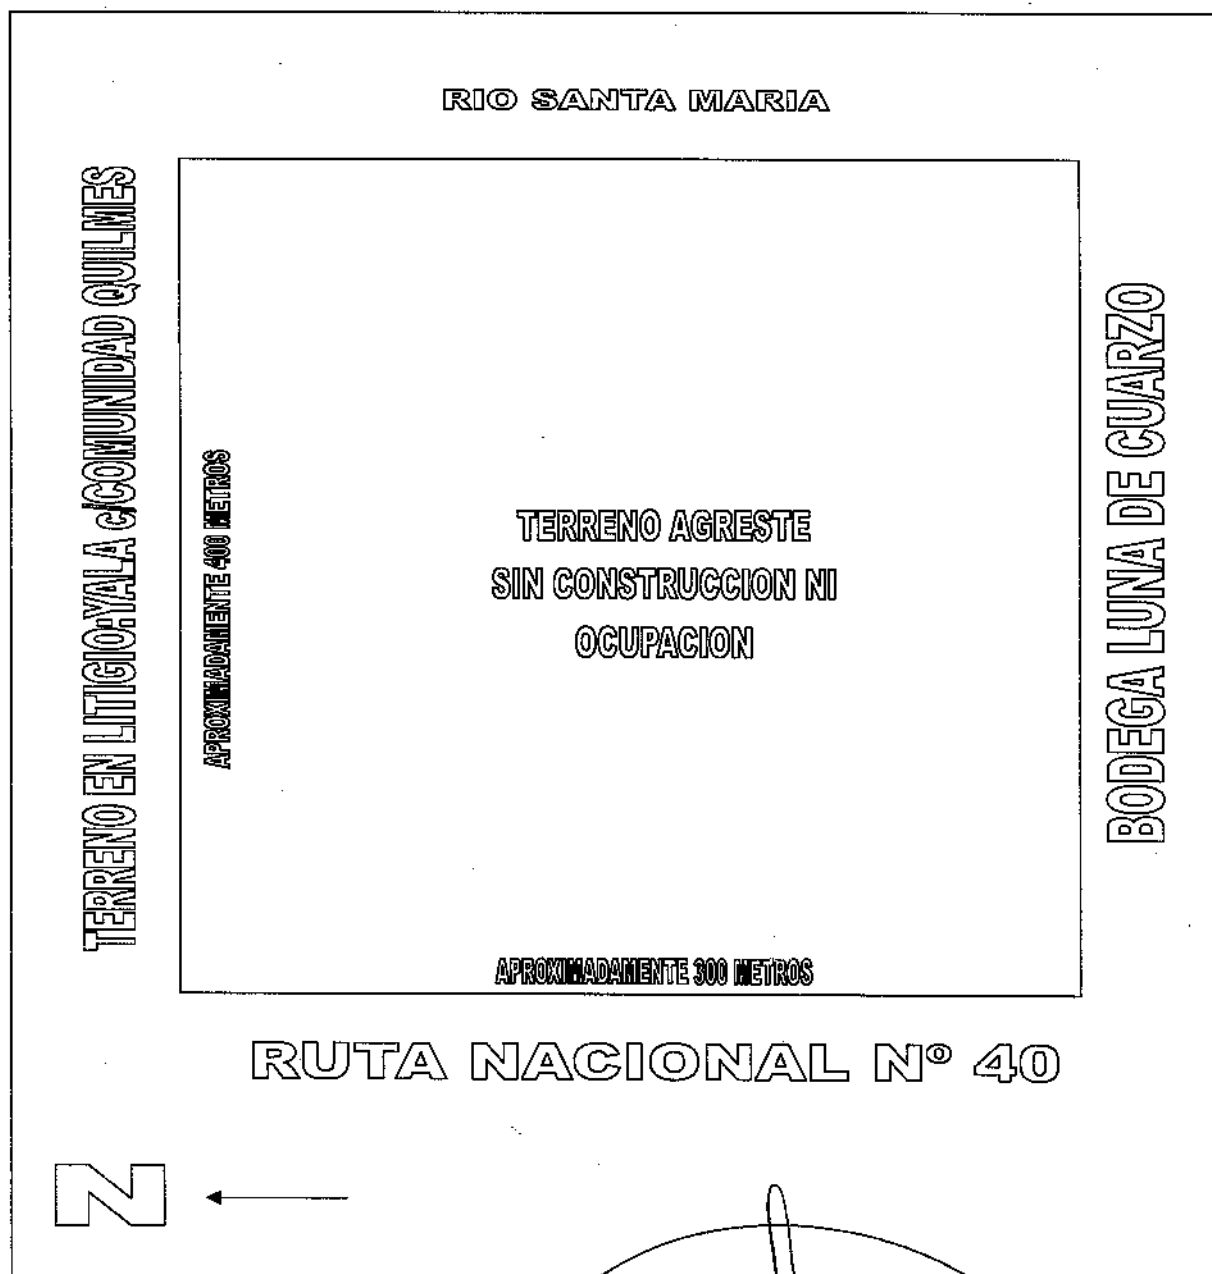 RIO SANTA MARIA
TERRENO EN LITIGIO:YALA c/COMUNIDAD QUILMES
BODEGA LUNA DE CUARZO
APROXIMADAMENTE 400 METROS
TERRENO AGRESTE
SIN CONSTRUCCION NI
OCUPACION
APROXIMADAMENTE 300 METROS
RUTA NACIONAL Nº 40
N